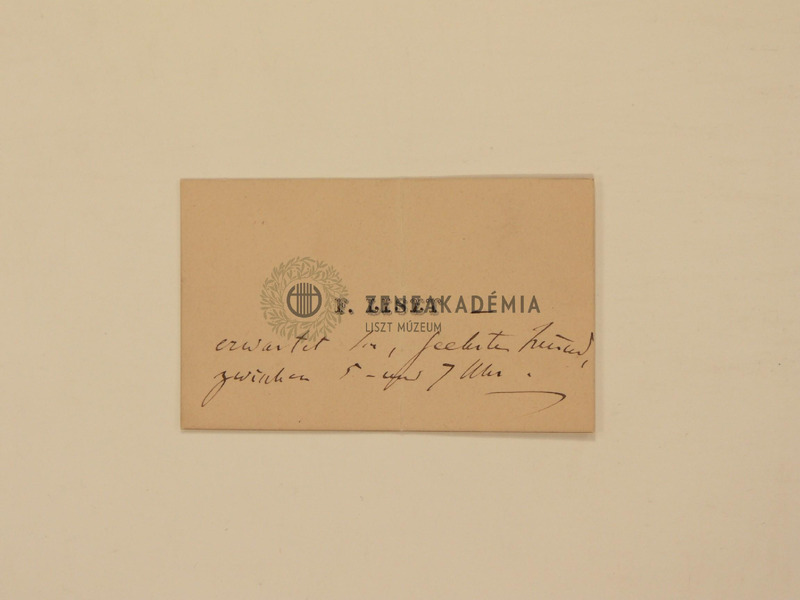 F. LISZT —
ZENEAKADÉMIA
LISZT MÚZEUM
erwartet Sie, Geehrter Freund,
zwischen 5 - und 7 Uhr.